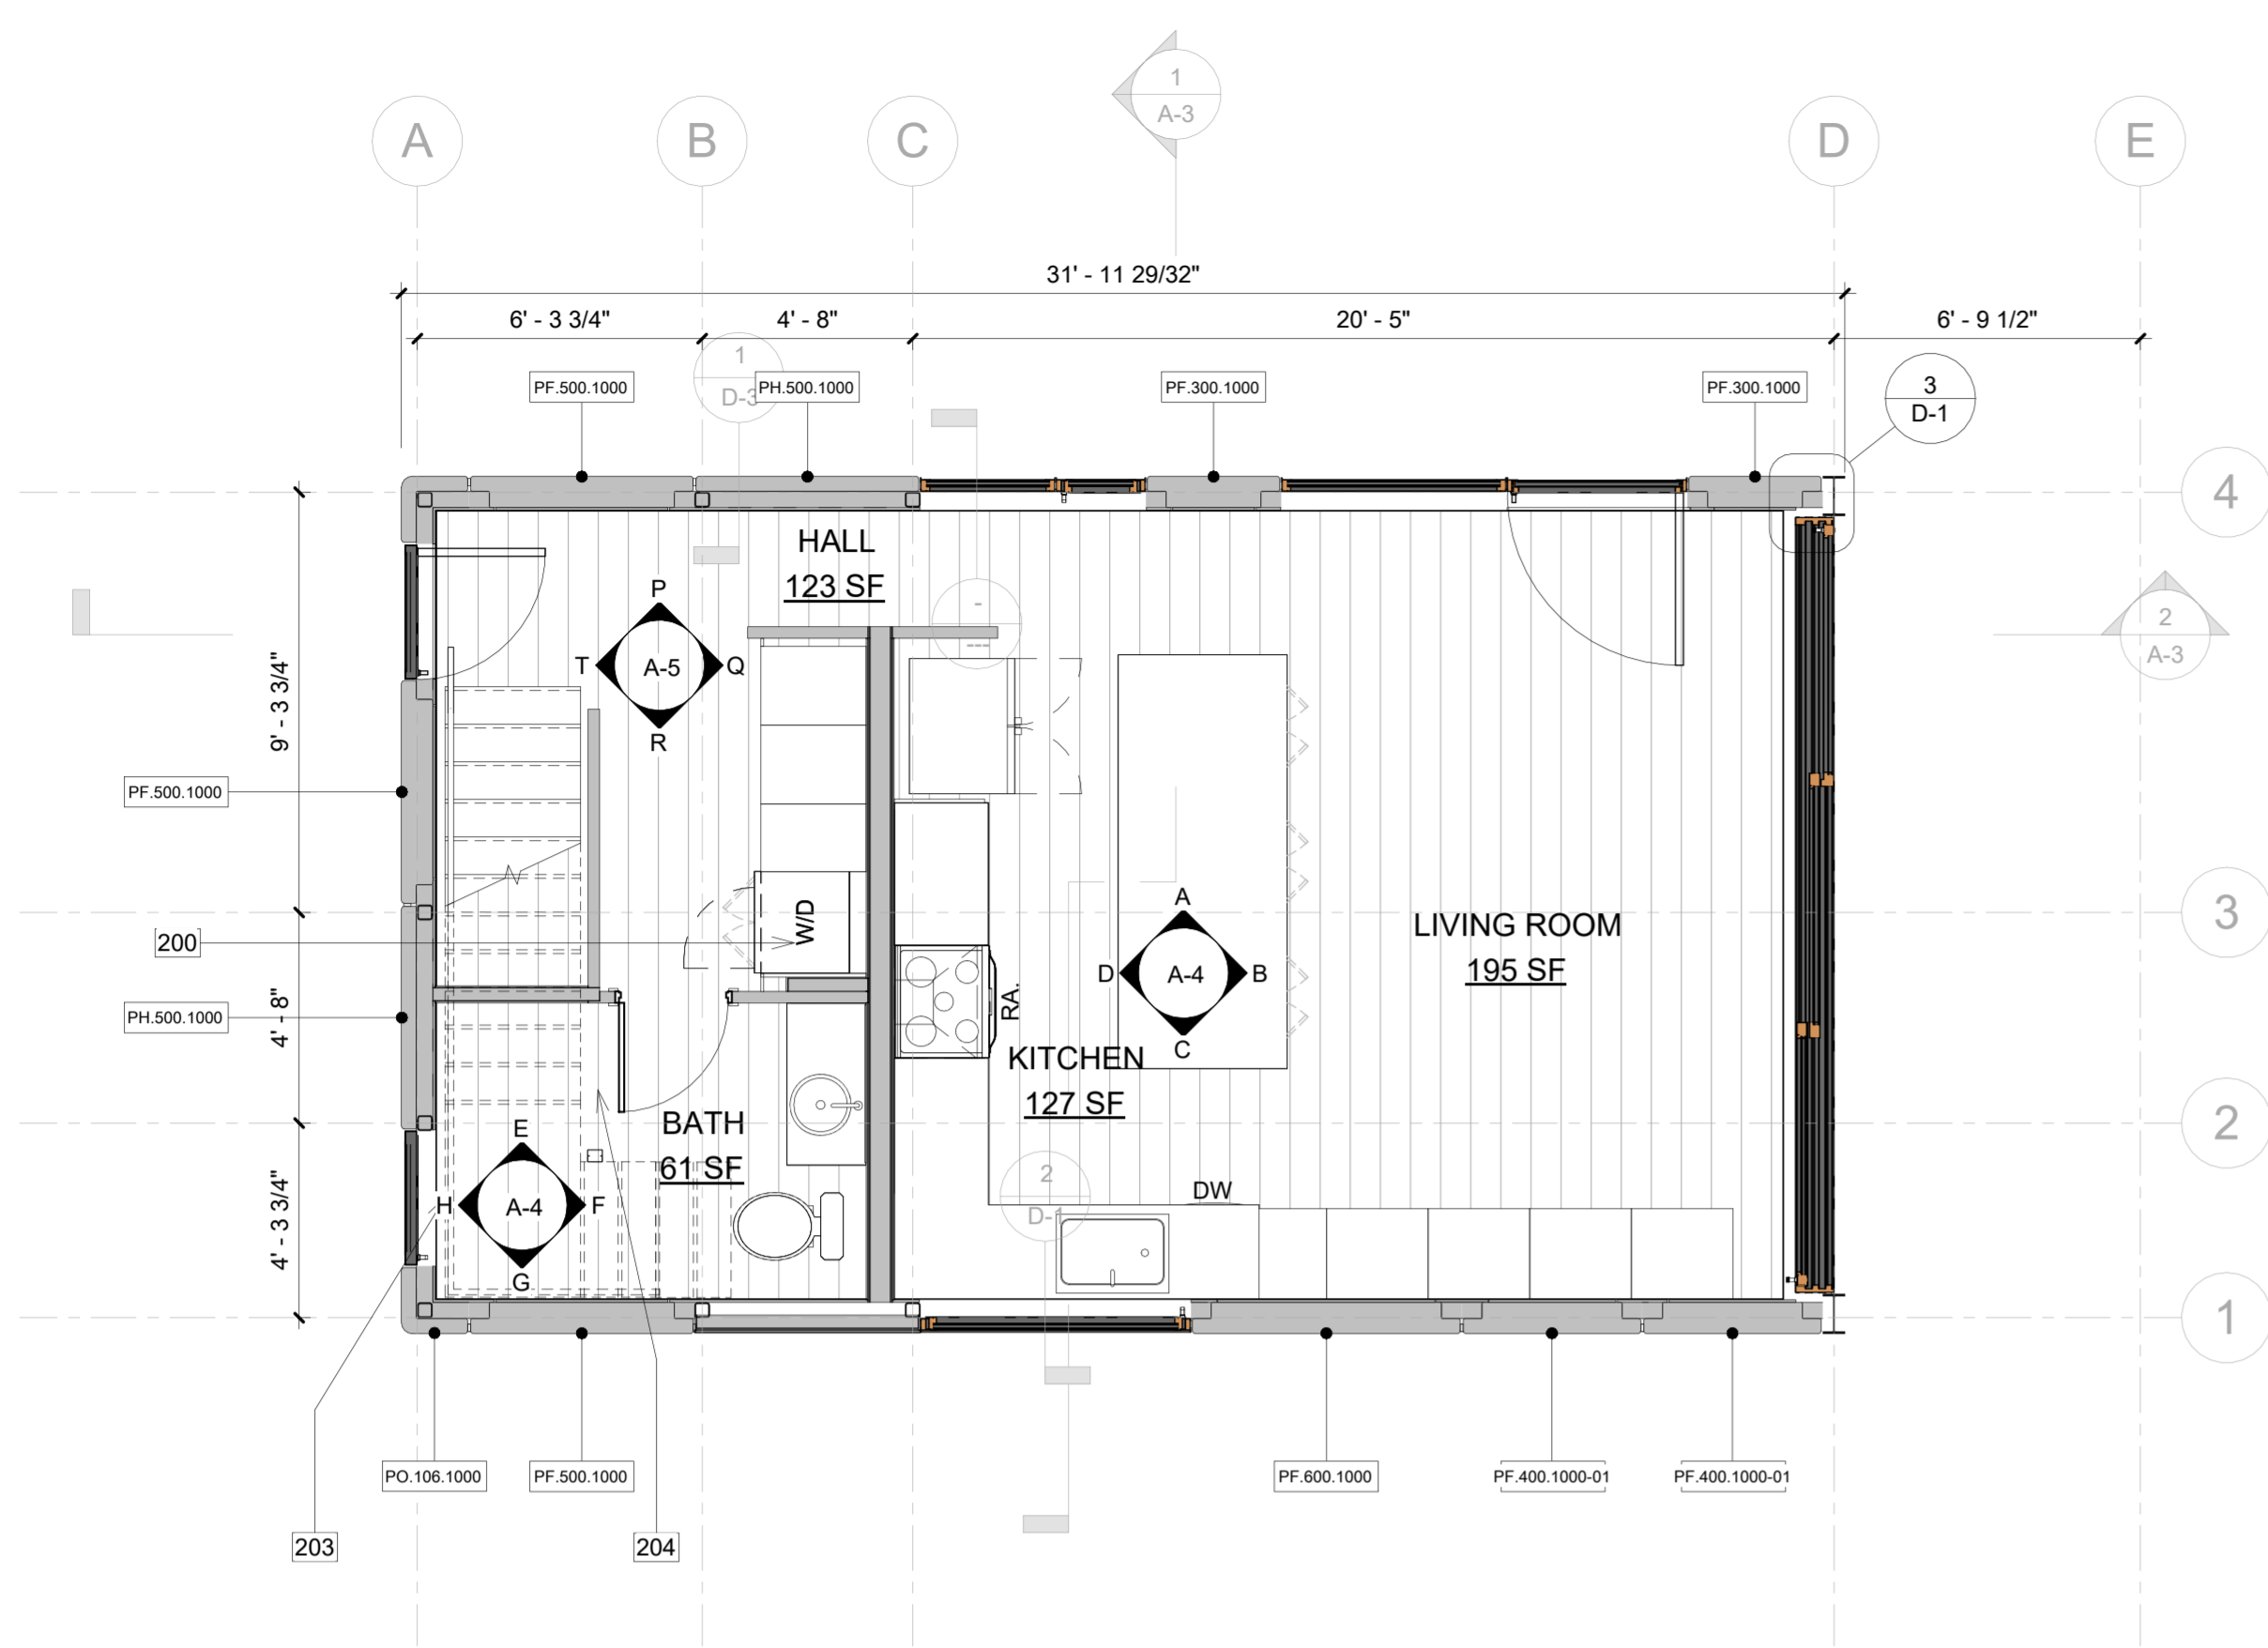 1
A-3
A
B
C
D
E
31' - 11 29/32"
6' - 3 3/4"
4' - 8"
20' - 5"
6' - 9 1/2"
1
D-3
PF.500.1000
PH.500.1000
PF.300.1000
PF.300.1000
3
D-1
4
HALL
123 SF
P
T
A-5
Q
R
-
---
2
A-3
9' - 3 3/4"
PF.500.1000
W/D
200
3
LIVING ROOM
195 SF
A
D
A-4
B
C
RA.
PH.500.1000
4' - 8"
KITCHEN
127 SF
BATH
61 SF
2
E
H
A-4
F
G
4' - 3 3/4"
2
D-1
DW
1
PO.106.1000
PF.500.1000
PF.600.1000
PF.400.1000-01
PF.400.1000-01
203
204